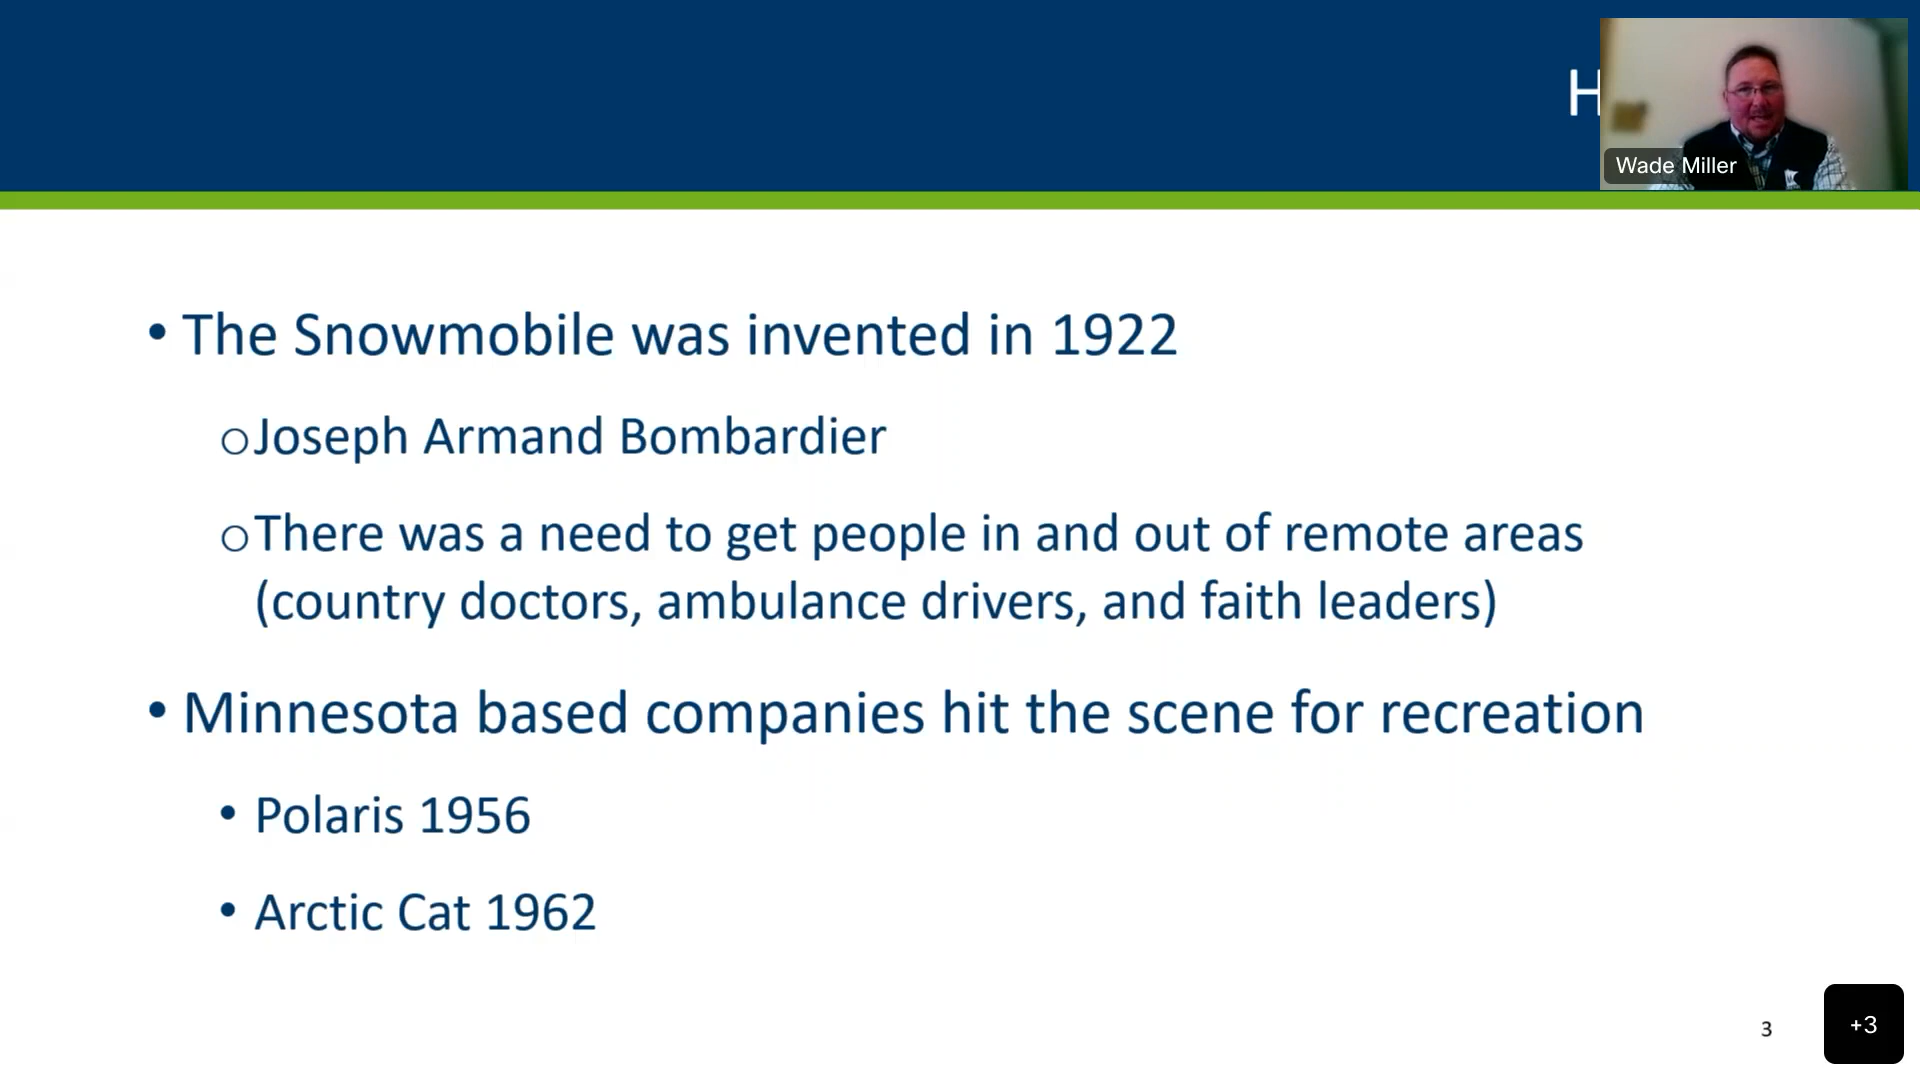 H
Wade Miller
• The Snowmobile was invented in 1922
o Joseph Armand Bombardier
o There was a need to get people in and out of remote areas
(country doctors, ambulance drivers, and faith leaders)
• Minnesota based companies hit the scene for recreation
• Polaris 1956
• Arctic Cat 1962
3
+3